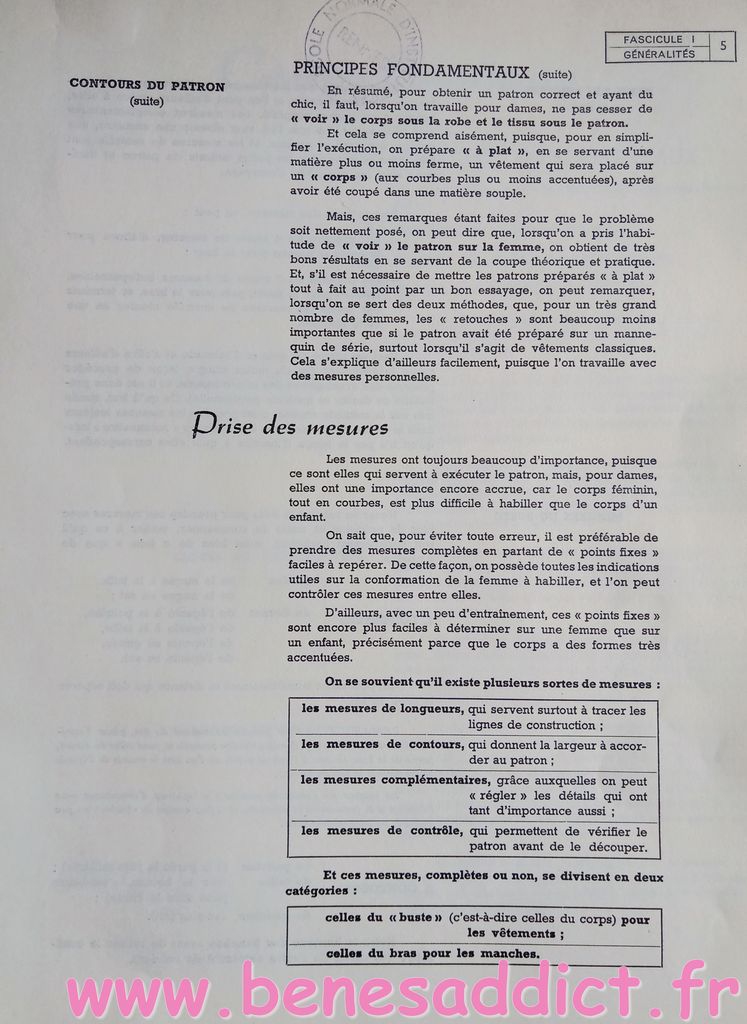 FASCICULE I
GÉNÉRALITÉS
5
CONTOURS DU PATRON
(suite)
PRINCIPES FONDAMENTAUX (suite)
En résumé, pour obtenir un patron correct et ayant du
chic, il faut, lorsqu'on travaille pour dames, ne pas cesser de
« voir » le corps sous la robe et le tissu sous le patron.
Et cela se comprend aisément, puisque, pour en simpli-
fier l'exécution, on prépare « à plat », en se servant d'une
matière plus ou moins ferme, un vêtement qui sera placé sur
un « corps » (aux courbes plus ou moins accentuées), après
avoir été coupé dans une matière souple.
Mais, ces remarques étant faites pour que le problème
soit nettement posé, on peut dire que, lorsqu'on a pris l'habi-
tude de « voir » le patron sur la femme, on obtient de très
bons résultats en se servant de la coupe théorique et pratique.
Et, s'il est nécessaire de mettre les patrons préparés « à plat »
tout à fait au point par un bon essayage, on peut remarquer,
lorsqu'on se sert des deux méthodes, que, pour un très grand
nombre de femmes, les « retouches » sont beaucoup moins
importantes que si le patron avait été préparé sur un manne-
quin de série, surtout lorsqu'il s'agit de vêtements classiques.
Cela s'explique d'ailleurs facilement, puisque l'on travaille avec
des mesures personnelles.
Prise des mesures
Les mesures ont toujours beaucoup d'importance, puisque
ce sont elles qui servent à exécuter le patron, mais, pour dames,
elles ont une importance encore accrue, car le corps féminin,
tout en courbes, est plus difficile à habiller que le corps d'un
enfant.
On sait que, pour éviter toute erreur, il est préférable de
prendre des mesures complètes en partant de « points fixes »
faciles à repérer. De cette façon, on possède toutes les indications
utiles sur la conformation de la femme à habiller, et l'on peut
contrôler ces mesures entre elles.
D'ailleurs, avec un peu d'entraînement, ces « points fixes »
sont encore plus faciles à déterminer sur une femme que sur
un enfant, précisément parce que le corps a des formes très
accentuées.
On se souvient qu'il existe plusieurs sortes de mesures :
les mesures de longueurs, qui servent surtout à tracer les
lignes de construction ;
les mesures de contours, qui donnent la largeur à accor-
der au patron ;
les mesures complémentaires, grâce auxquelles on peut
« régler » les détails qui ont
tant d'importance aussi ;
les mesures de contrôle, qui permettent de vérifier le
patron avant de le découper.
Et ces mesures, complètes ou non, se divisent en deux
catégories :
celles du « buste » (c'est-à-dire celles du corps) pour
les vêtements ;
celles du bras pour les manches.
www.benesaddict.fr